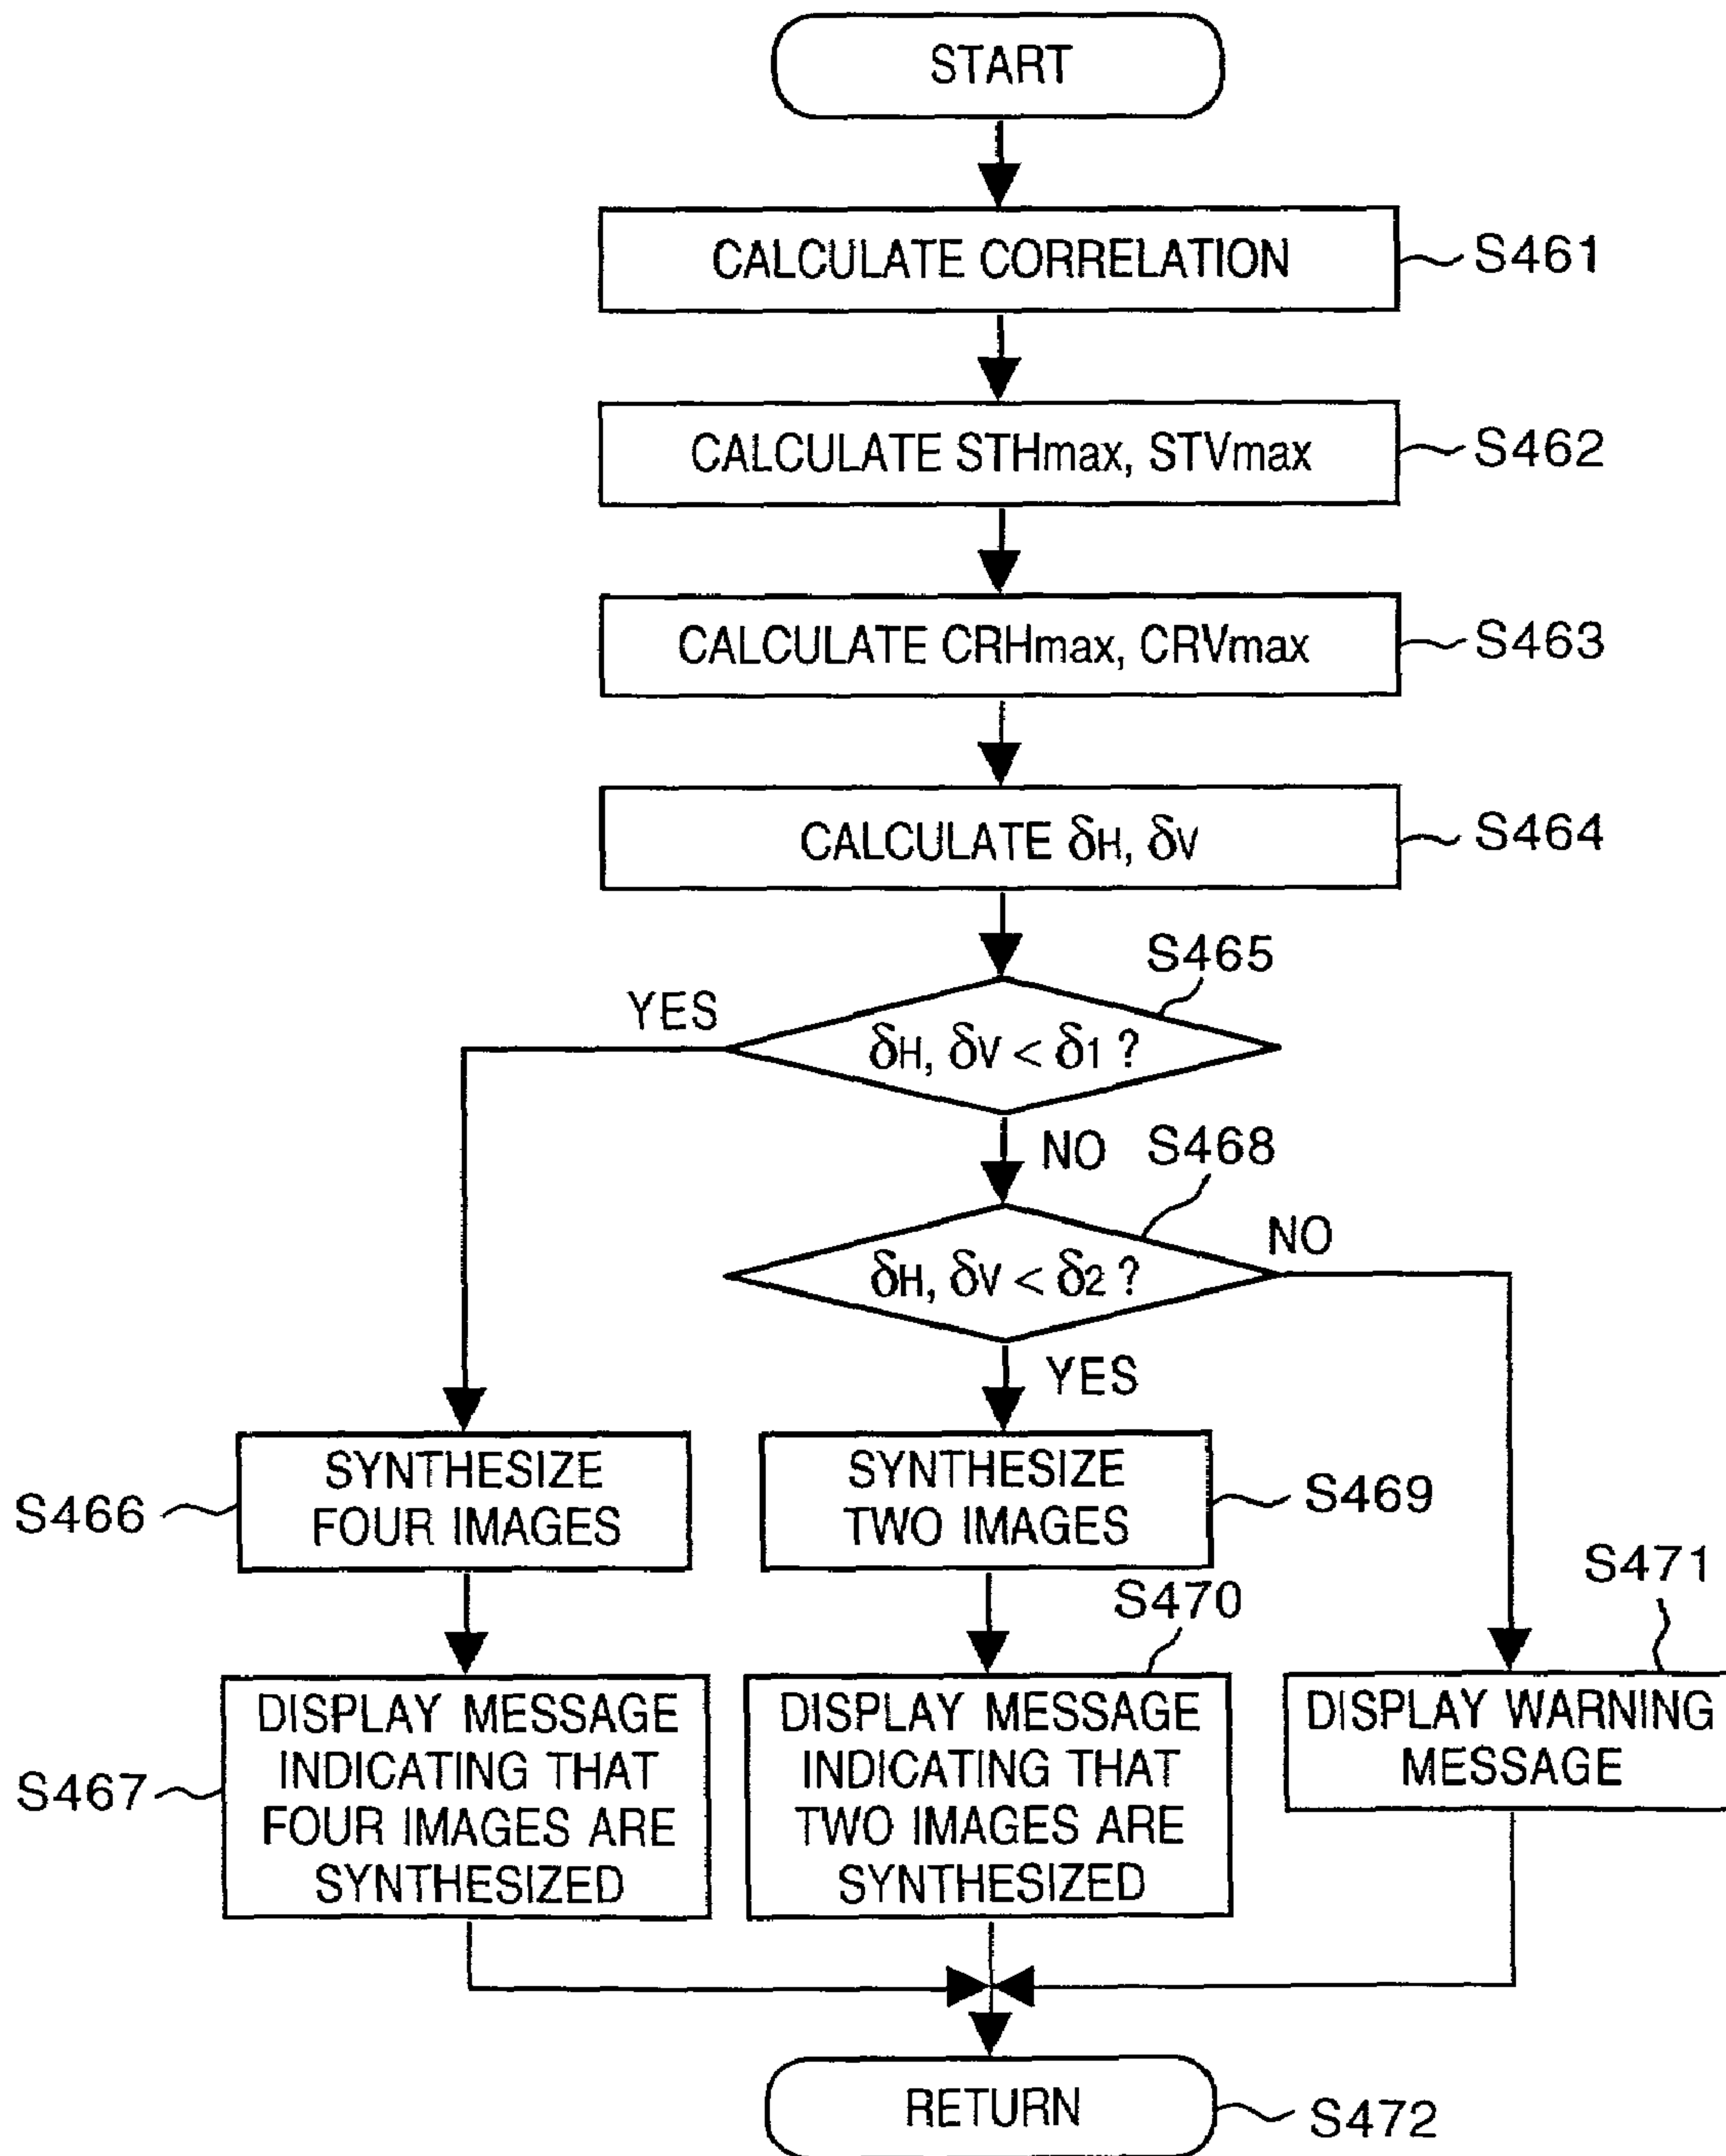 START
CALCULATE CORRELATION
S461
CALCULATE STHmax, STVmax
S462
CALCULATE CRHmax, CRVmax
S463
CALCULATE δH, δV
S464
S465
YES
δH, δV < δ1 ?
NO
S468
δH, δV < δ2 ?
NO
YES
SYNTHESIZE
FOUR IMAGES
S466
SYNTHESIZE
TWO IMAGES
S469
S470
S471
DISPLAY MESSAGE
INDICATING THAT
FOUR IMAGES ARE
SYNTHESIZED
S467
DISPLAY MESSAGE
INDICATING THAT
TWO IMAGES ARE
SYNTHESIZED
DISPLAY WARNING
MESSAGE
RETURN
S472